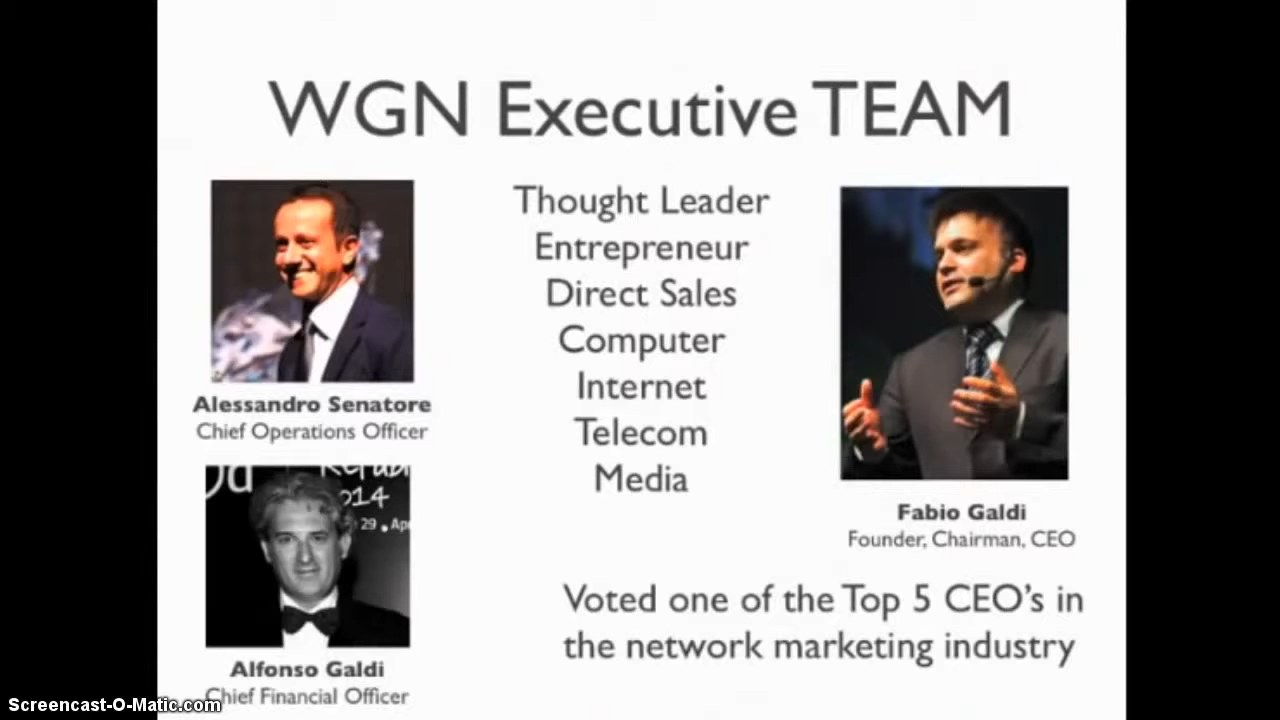 WGN Executive TEAM
Thought Leader
Entrepreneur
Direct Sales
Computer
Internet
Telecom
Media
Alessandro Senatore
Chief Operations Officer
2014
29 . Apr
Alfonso Galdi
Chief Financial Officer
Fabio Galdi
Founder, Chairman, CEO
Voted one of the Top 5 CEO's in
the network marketing industry
Screencast-O-Matic.com